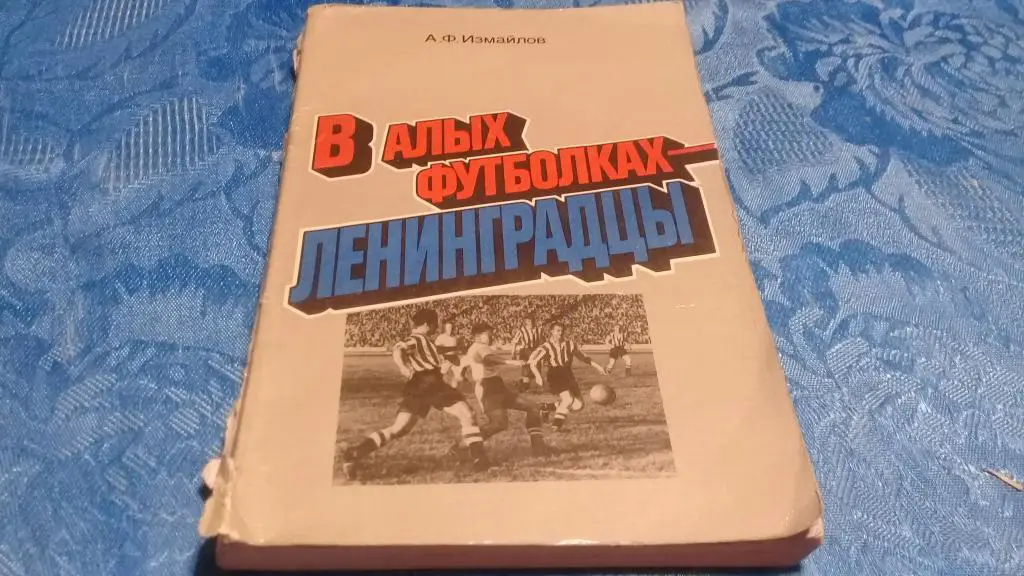 А.Ф.Измайлов
В АЛЫХ
ФУТБОЛКАХ—
ЛЕНИНГРАДЦЫ